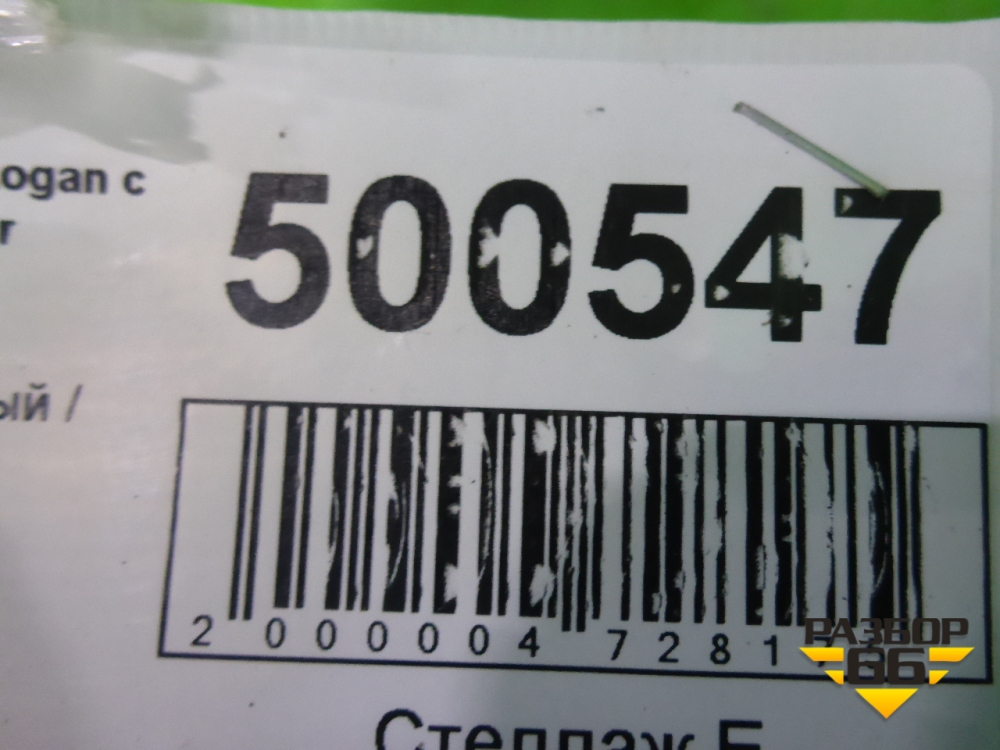 ogan с
r
500547
ый /
2 000004 7281
Стеллаж Е
РАЗБОР
66